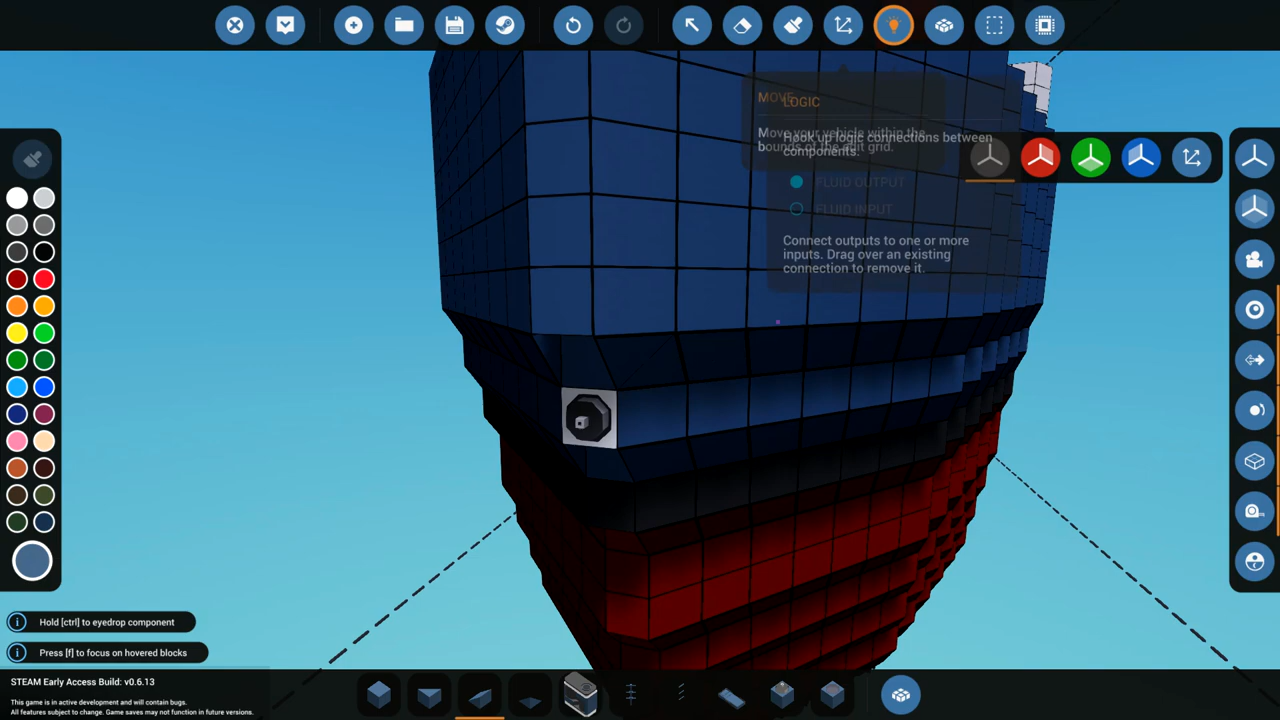 MOVE
LOGIC
Move your vehicle within the
bounds of the edit grid.
Hook up logic connections between
components.
FLUID OUTPUT
FLUID INPUT
Connect outputs to one or more
inputs. Drag over an existing
connection to remove it.
Hold [ctrl] to eyedrop component
Press [f] to focus on hovered blocks
STEAM Early Access Build: v0.6.13
This game is in active development and will contain bugs.
All features subject to change. Game saves may not function in future versions.